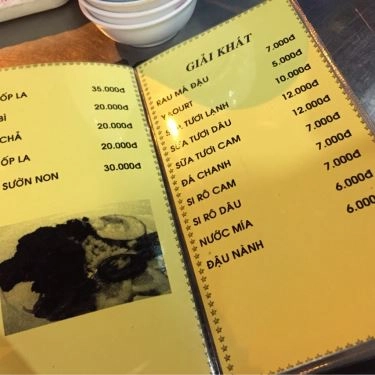 ỐP LA 35.000đ
BÌ 20.000đ
CHẢ 20.000đ
ỐP LA 20.000đ
SƯỜN NON 30.000đ
GIẢI KHÁT
RAU MÁ ĐẬU 7.000đ
YAOURT 5.000đ
SỮA TƯƠI LẠNH 10.000đ
SỮA TƯƠI DÂU 12.000đ
SỮA TƯƠI CAM 12.000đ
ĐÁ CHANH 7.000đ
SI RÔ CAM 7.000đ
SI RÔ DÂU 7.000đ
NƯỚC MÍA 6.000đ
ĐẬU NÀNH 6.000đ